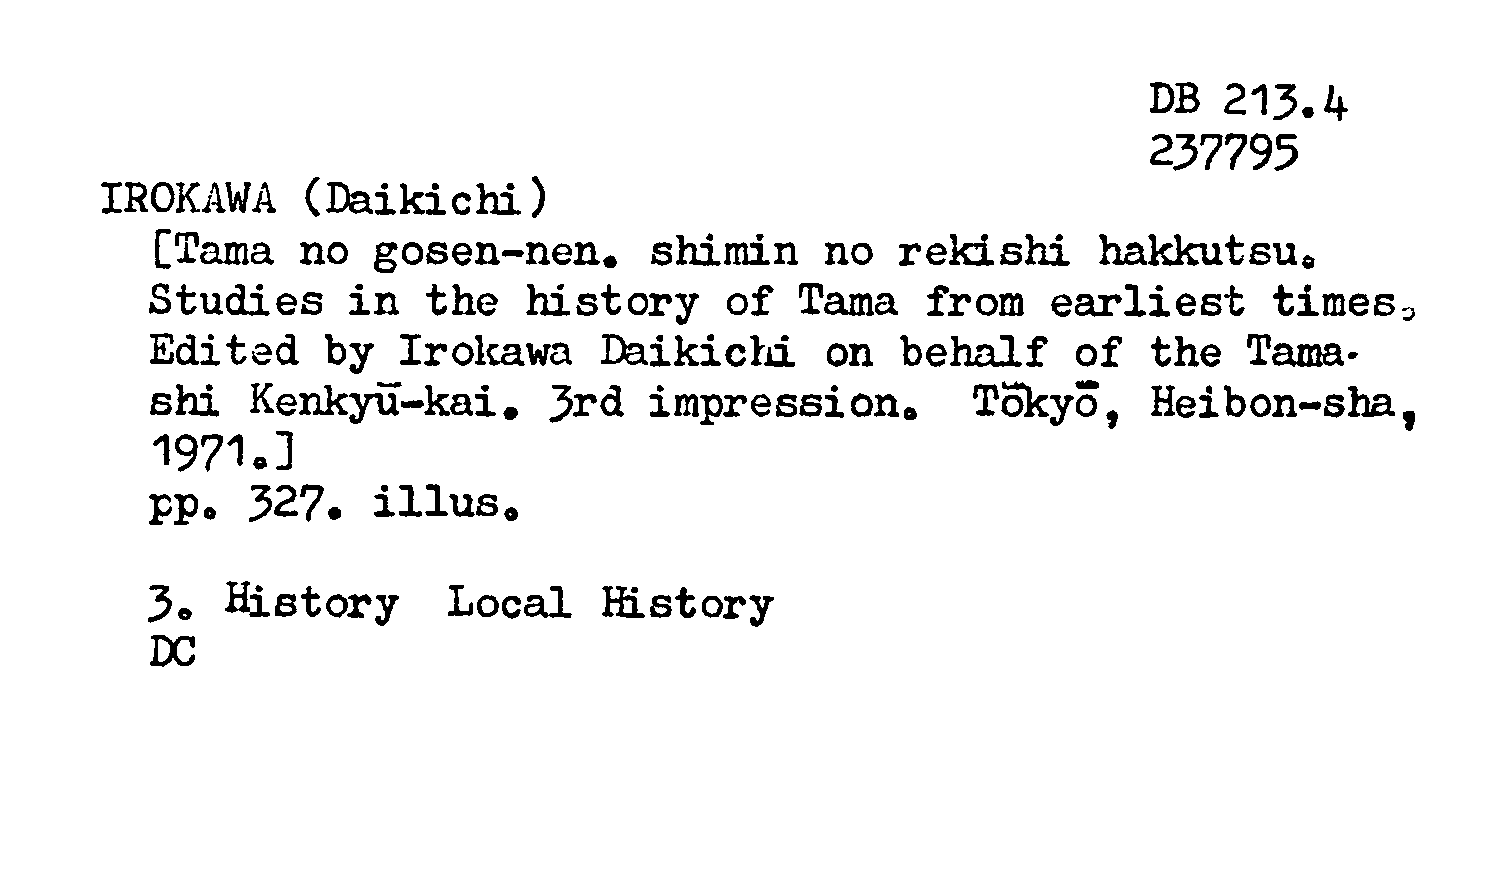 DB 213.4
237795
IROKAWA (Daikichi)
[Tama no gosen-nen. shimin no rekishi hakkutsu.
Studies in the history of Tama from earliest times.
Edited by Irokawa Daikichi on behalf of the Tama-
shi Kenkyū-kai. 3rd impression. Tōkyō, Heibon-sha,
1971.]
pp. 327. illus.
3. History Local History
DC